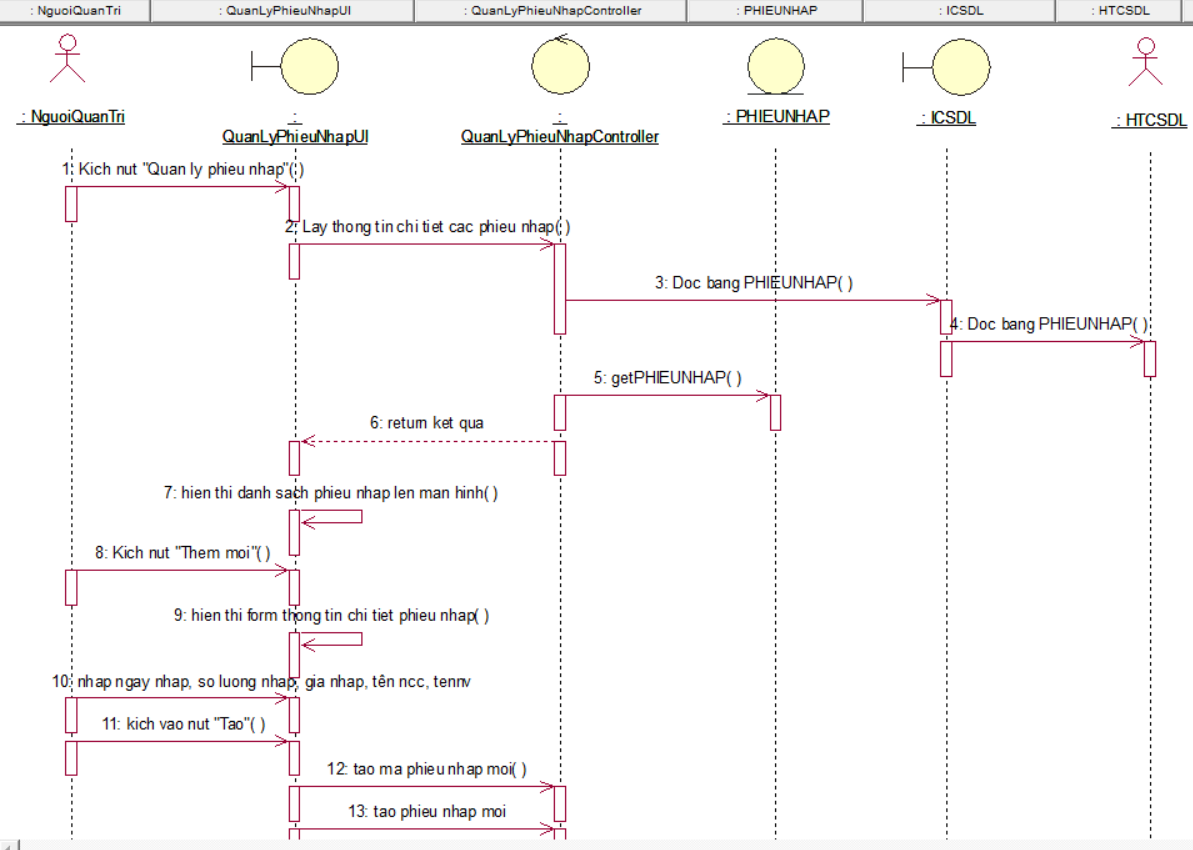 : NguoiQuanTri : QuanLyPhieuNhapUI : QuanLyPhieuNhapController : PHIEUNHAP : ICSDL : HTCSDL
: NguoiQuanTri
:
QuanLyPhieuNhapUI
:
QuanLyPhieuNhapController
: PHIEUNHAP
: ICSDL
: HTCSDL
1: Kich nut "Quan ly phieu nhap"( )
2: Lay thong tin chi tiet cac phieu nhap( )
3: Doc bang PHIEUNHAP( )
4: Doc bang PHIEUNHAP( )
5: getPHIEUNHAP( )
6: return ket qua
7: hien thi danh sach phieu nhap len man hinh( )
8: Kich nut "Them moi"( )
9: hien thi form thong tin chi tiet phieu nhap( )
10: nhap ngay nhap, so luong nhap, gia nhap, tên ncc, tennv
11: kich vao nut "Tao"( )
12: tao ma phieu nhap moi( )
13: tao phieu nhap moi